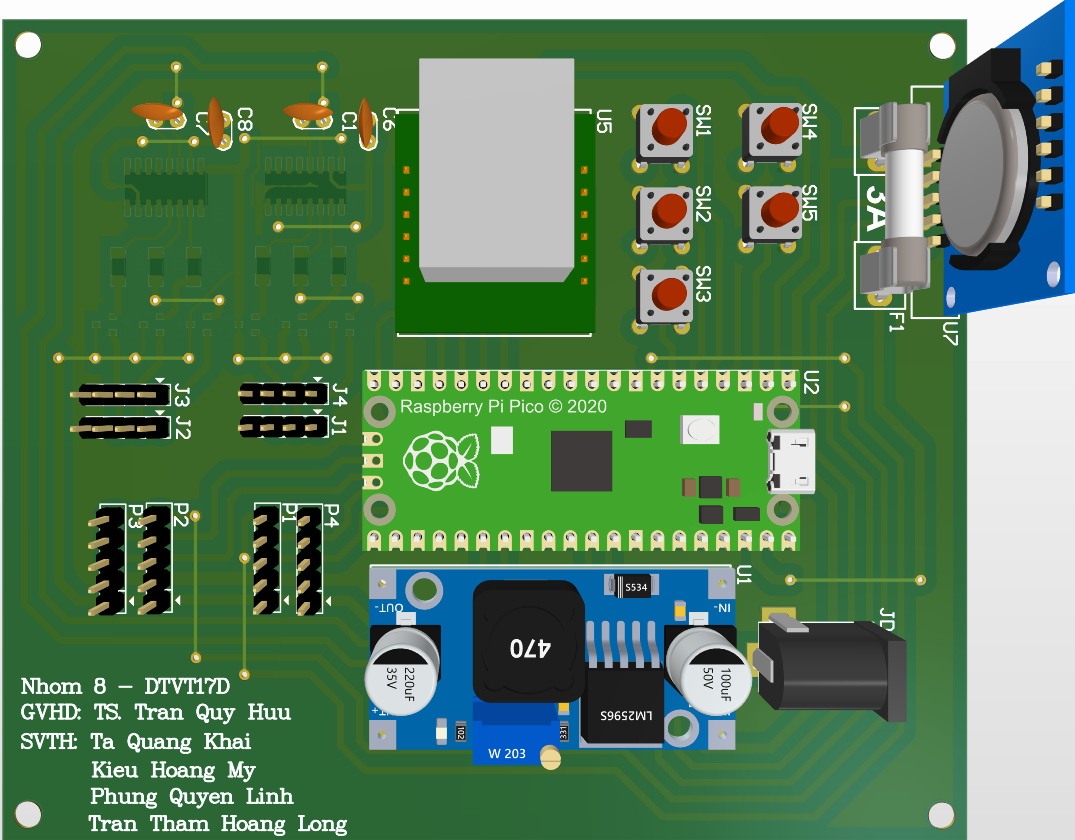 C7
C8
C1
C6
U5
SW1
SW4
SW2
SW5
SW3
3A
F1
U7
J3
J4
J2
J1
U2
Raspberry Pi Pico © 2020
P3
P2
P1
P4
U1
S534
OUT-
IN-
470
220uF
35V
100uF
50V
LM2596S
102
331
W 203
JD
Nhom 8 - DTVT17D
GVHD: TS. Tran Quy Huu
SVTH: Ta Quang Khai
Kieu Hoang My
Phung Quyen Linh
Tran Tham Hoang Long